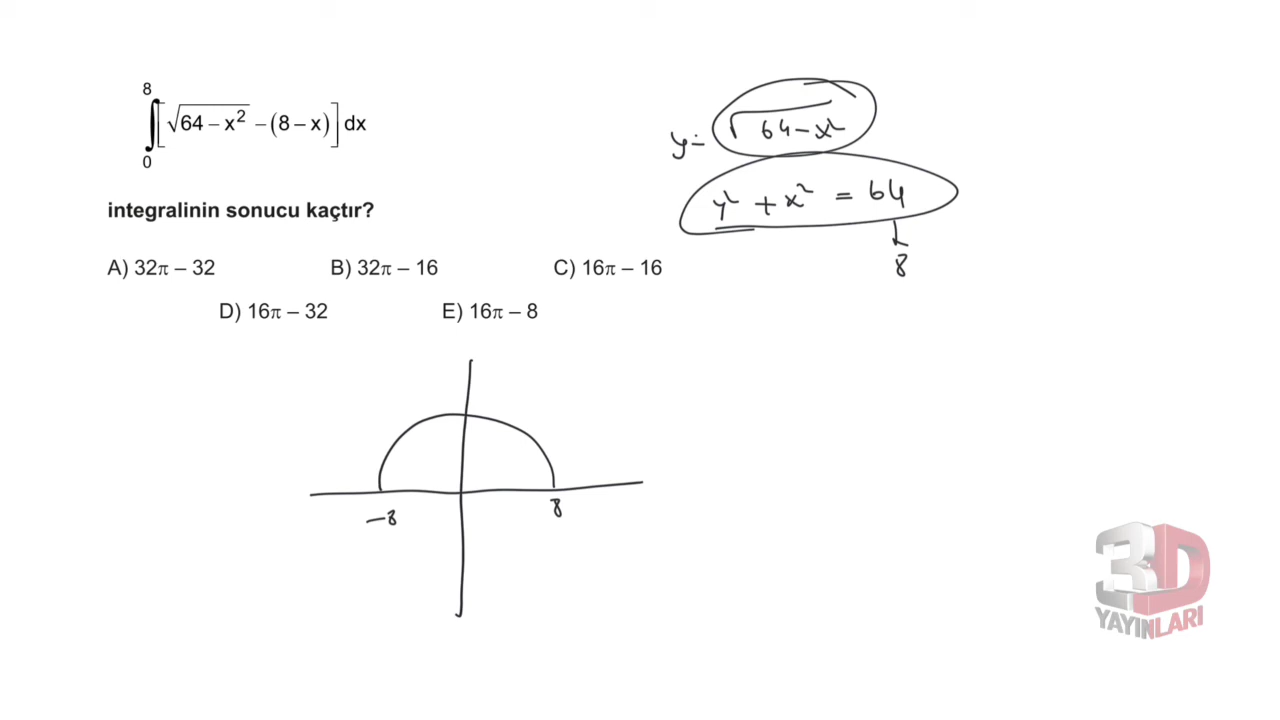 8
∫[√64 – x² – (8 – x)] dx
0
integralinin sonucu kaçtır?
A) 32π – 32 B) 32π – 16 C) 16π – 16
D) 16π – 32 E) 16π – 8
y = √64 – x²
y² + x² = 64
8
–8 8
3D
YAYINLARI